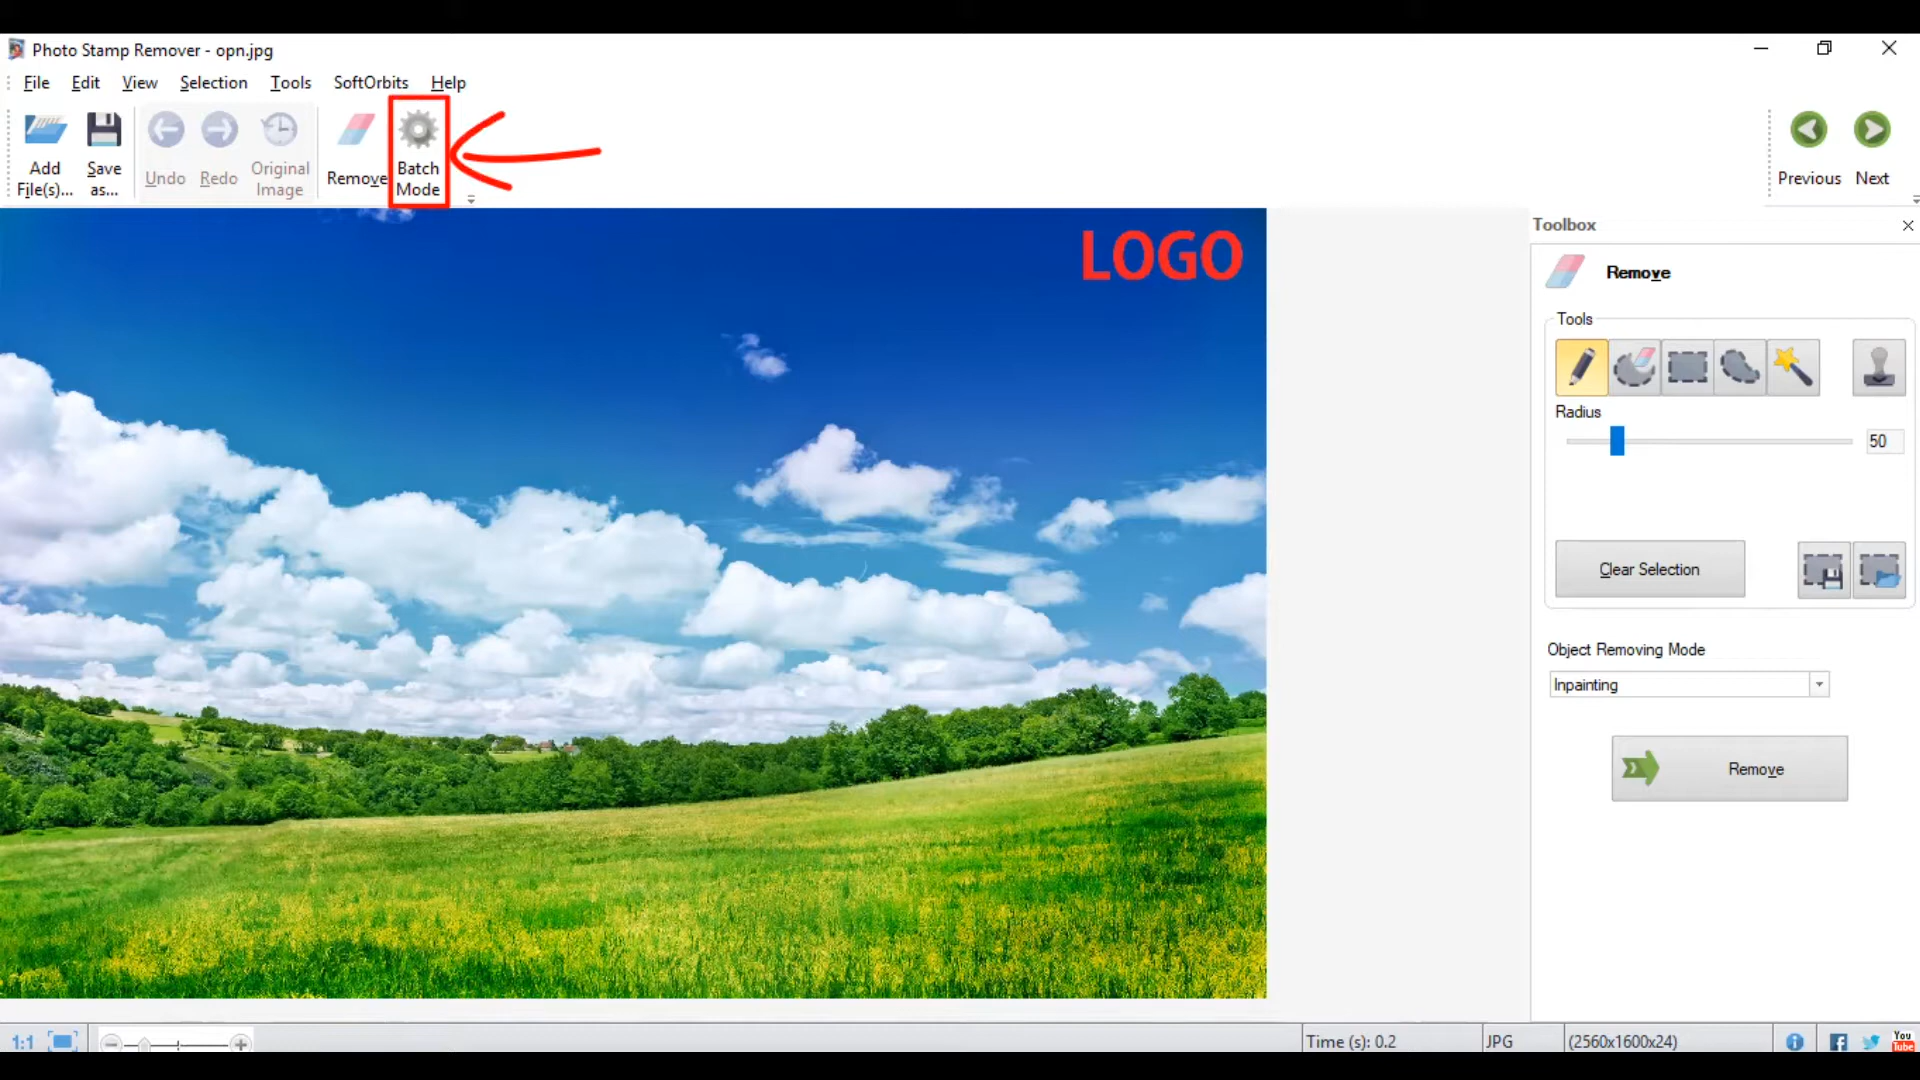 Photo Stamp Remover - opn.jpg
File Edit View Selection Tools SoftOrbits Help
Add
File(s)...
Save
as...
Undo
Redo
Original
Image
Remove
Batch
Mode
Previous
Next
LOGO
Toolbox
Remove
Tools
Radius
50
Clear Selection
Object Removing Mode
Inpainting
Remove
1:1
Time (s): 0.2
JPG
(2560x1600x24)
You
Tube